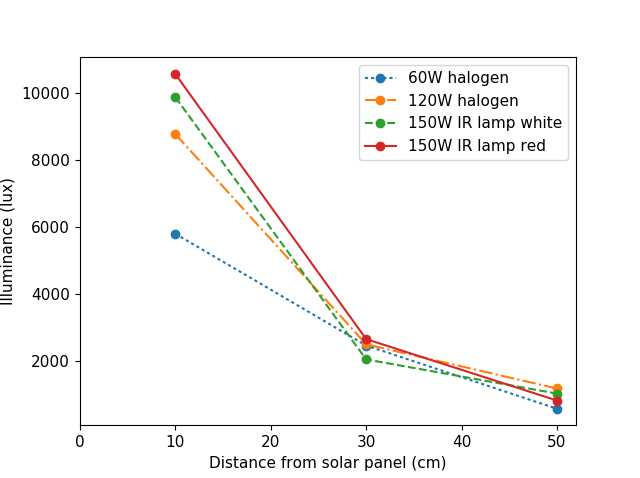 60W halogen
120W halogen
150W IR lamp white
150W IR lamp red
Illuminance (lux)
10000
8000
6000
4000
2000
0
10
20
30
40
50
Distance from solar panel (cm)